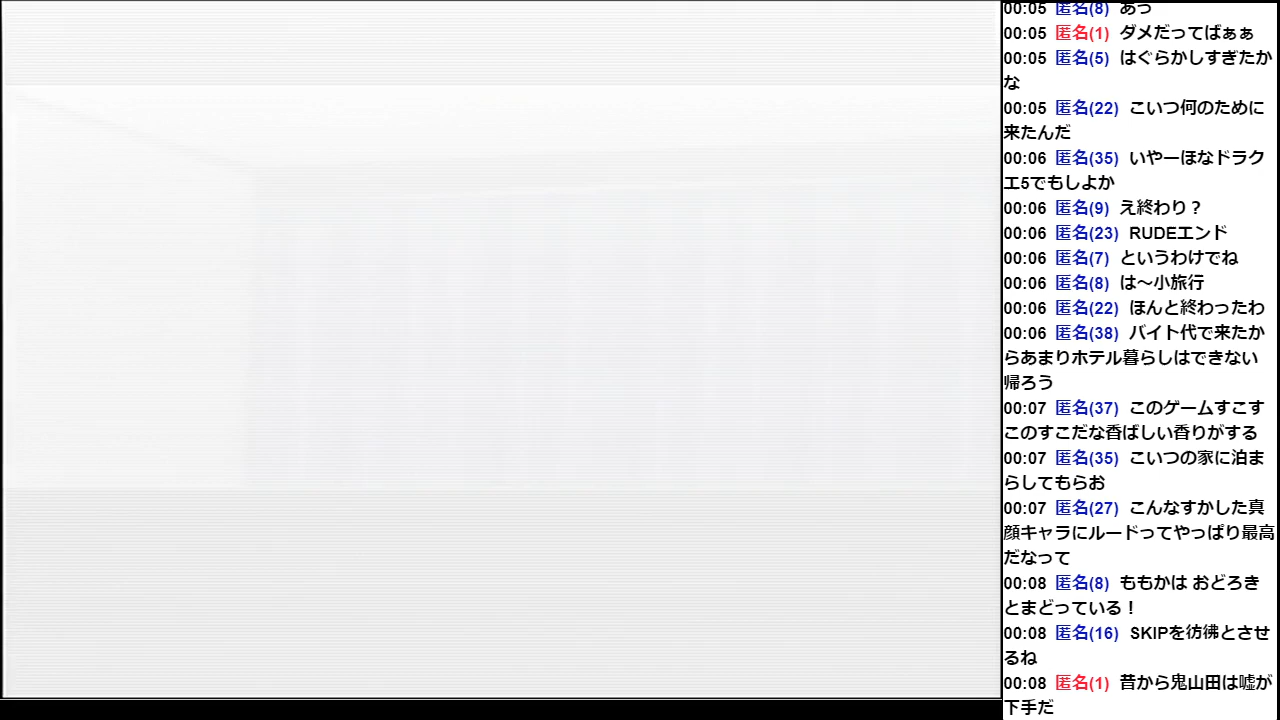 00:05 匿名(8) あっ
00:05 匿名(1) ダメだってばぁぁ
00:05 匿名(5) はぐらかしすぎたか
な
00:05 匿名(22) こいつ何のために
来たんだ
00:06 匿名(35) いやーほなドラク
エ5でもしよか
00:06 匿名(9) え終わり？
00:06 匿名(23) RUDEエンド
00:06 匿名(7) というわけでね
00:06 匿名(8) は～小旅行
00:06 匿名(22) ほんと終わったわ
00:06 匿名(38) バイト代で来たか
らあまりホテル暮らしはできない
帰ろう
00:07 匿名(37) このゲームすこす
このすこだな香ばしい香りがする
00:07 匿名(35) こいつの家に泊ま
らしてもらお
00:07 匿名(27) こんなすかした真
顔キャラにルードってやっぱり最高
だなって
00:08 匿名(8) ももかは おどろき
とまどっている！
00:08 匿名(16) SKIPを彷彿とさせ
るね
00:08 匿名(1) 昔から鬼山田は嘘が
下手だ